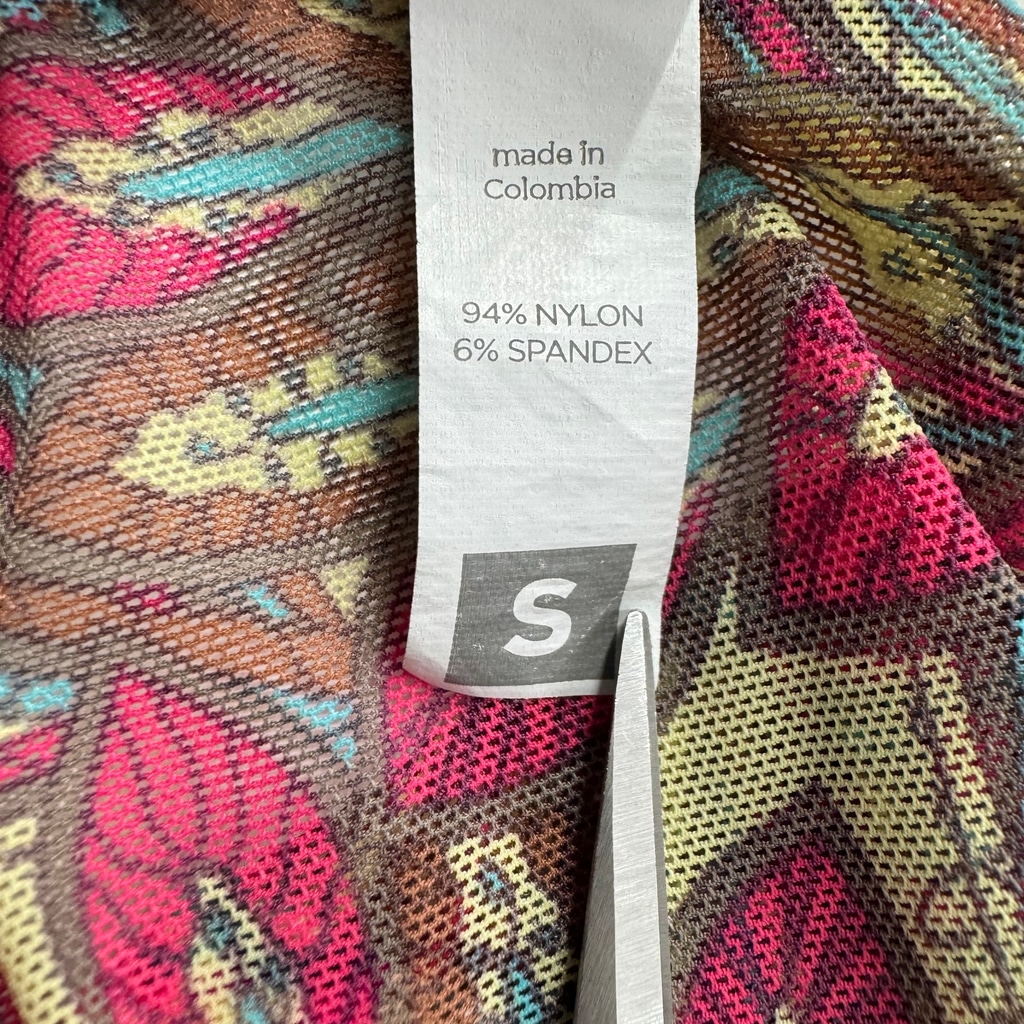 made in
Colombia
94% NYLON
6% SPANDEX
S